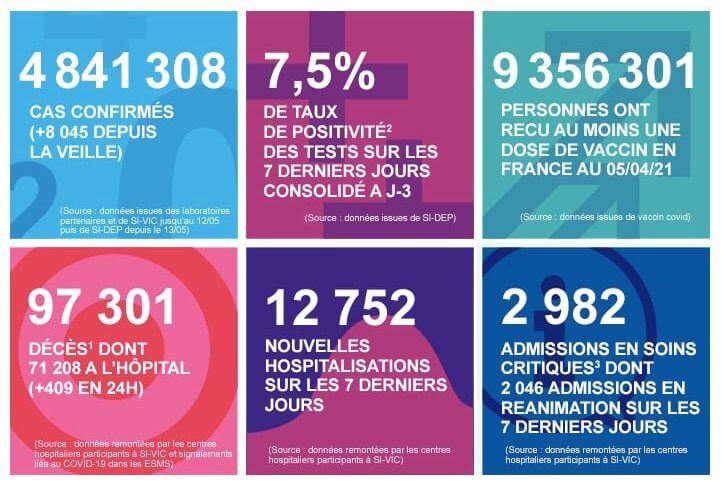 4 841 308
CAS CONFIRMÉS
(+8 045 DEPUIS
LA VEILLE)
(Source : données issues des laboratoires
partenaires et de SI-VIC jusqu'au 12/05
puis de SI-DEP depuis le 13/05)
7,5%
DE TAUX
DE POSITIVITÉ²
DES TESTS SUR LES
7 DERNIERS JOURS
CONSOLIDÉ A J-3
(Source : données issues de SI-DEP)
9 356 301
PERSONNES ONT
RECU AU MOINS UNE
DOSE DE VACCIN EN
FRANCE AU 05/04/21
(Source : données issues de vaccin covid)
97 301
DÉCÈS¹ DONT
71 208 A L'HÔPITAL
(+409 EN 24H)
(Source : données remontées par les centres
hospitaliers participants à SI-VIC et signalements
liés au COVID-19 dans les ESMS)
12 752
NOUVELLES
HOSPITALISATIONS
SUR LES 7 DERNIERS
JOURS
(Source : données remontées par les centres
hospitaliers participants à SI-VIC)
2 982
ADMISSIONS EN SOINS
CRITIQUES³ DONT
2 046 ADMISSIONS EN
REANIMATION SUR LES
7 DERNIERS JOURS
(Source : données remontées par les centres
hospitaliers participants à SI-VIC)